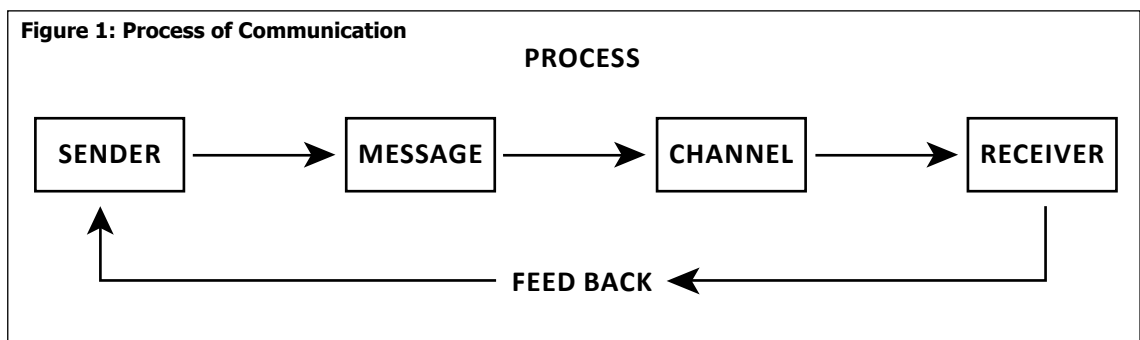 Figure 1: Process of Communication
PROCESS
SENDER
MESSAGE
CHANNEL
RECEIVER
FEED BACK